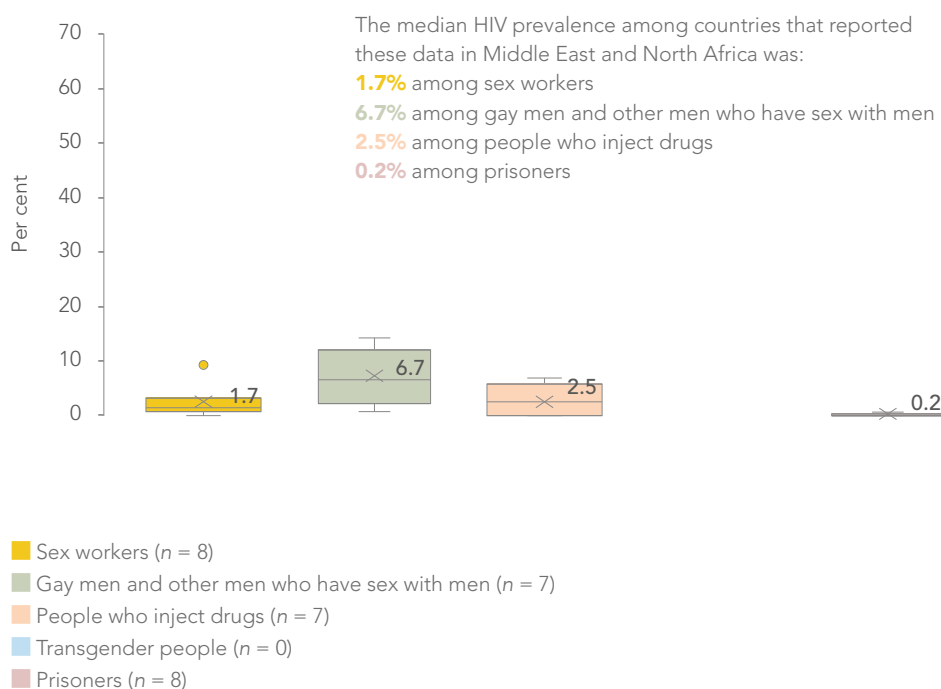 The median HIV prevalence among countries that reported
these data in Middle East and North Africa was:
1.7% among sex workers
6.7% among gay men and other men who have sex with men
2.5% among people who inject drugs
0.2% among prisoners
Per cent
70
60
50
40
30
20
10
0
1.7
6.7
2.5
0.2
Sex workers (n = 8)
Gay men and other men who have sex with men (n = 7)
People who inject drugs (n = 7)
Transgender people (n = 0)
Prisoners (n = 8)